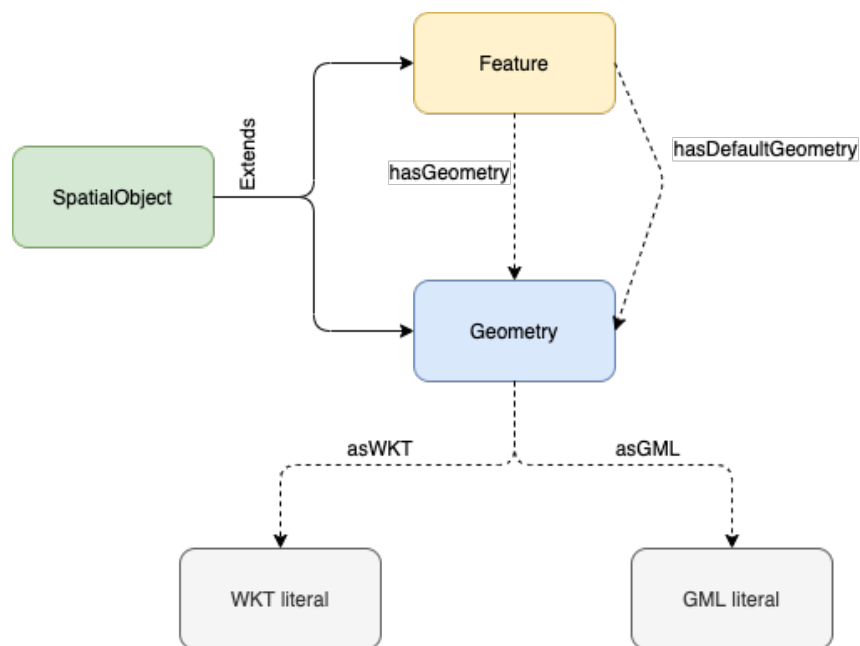 Feature
Extends
hasDefaultGeometry
hasGeometry
SpatialObject
Geometry
asWKT
asGML
WKT literal
GML literal